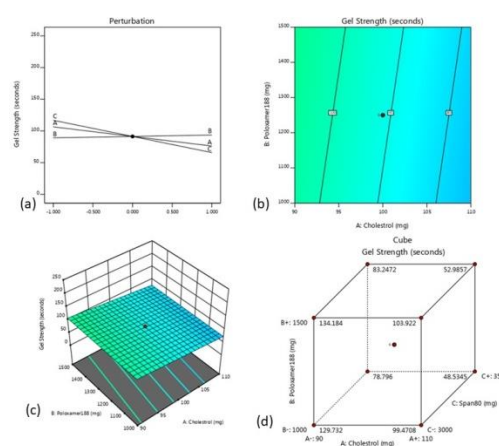 Perturbation
Gel Strength (seconds)
250
200
150
100
50
0
C
A
B
B
A
C
-1.000
-0.500
0.000
0.500
1.000
(a)
Gel Strength (seconds)
B: Poloxamer188 (mg)
1500
1400
1300
1200
1100
1000
90
95
100
105
110
A: Cholestrol (mg)
(b)
Gel Strength (seconds)
250
200
150
100
50
0
1500
1400
1300
1200
1100
1000
90
95
100
105
110
B: Poloxamer188 (mg)
A: Cholestrol (mg)
(c)
Cube
Gel Strength (seconds)
83.2472
52.9857
B+: 1500
134.184
103.922
B: Poloxamer188 (mg)
78.796
48.5345
C+: 35
C: Span80 (mg)
B-: 1000
129.732
99.4708
C-: 3000
A-: 90
A+: 110
A: Cholestrol (mg)
(d)